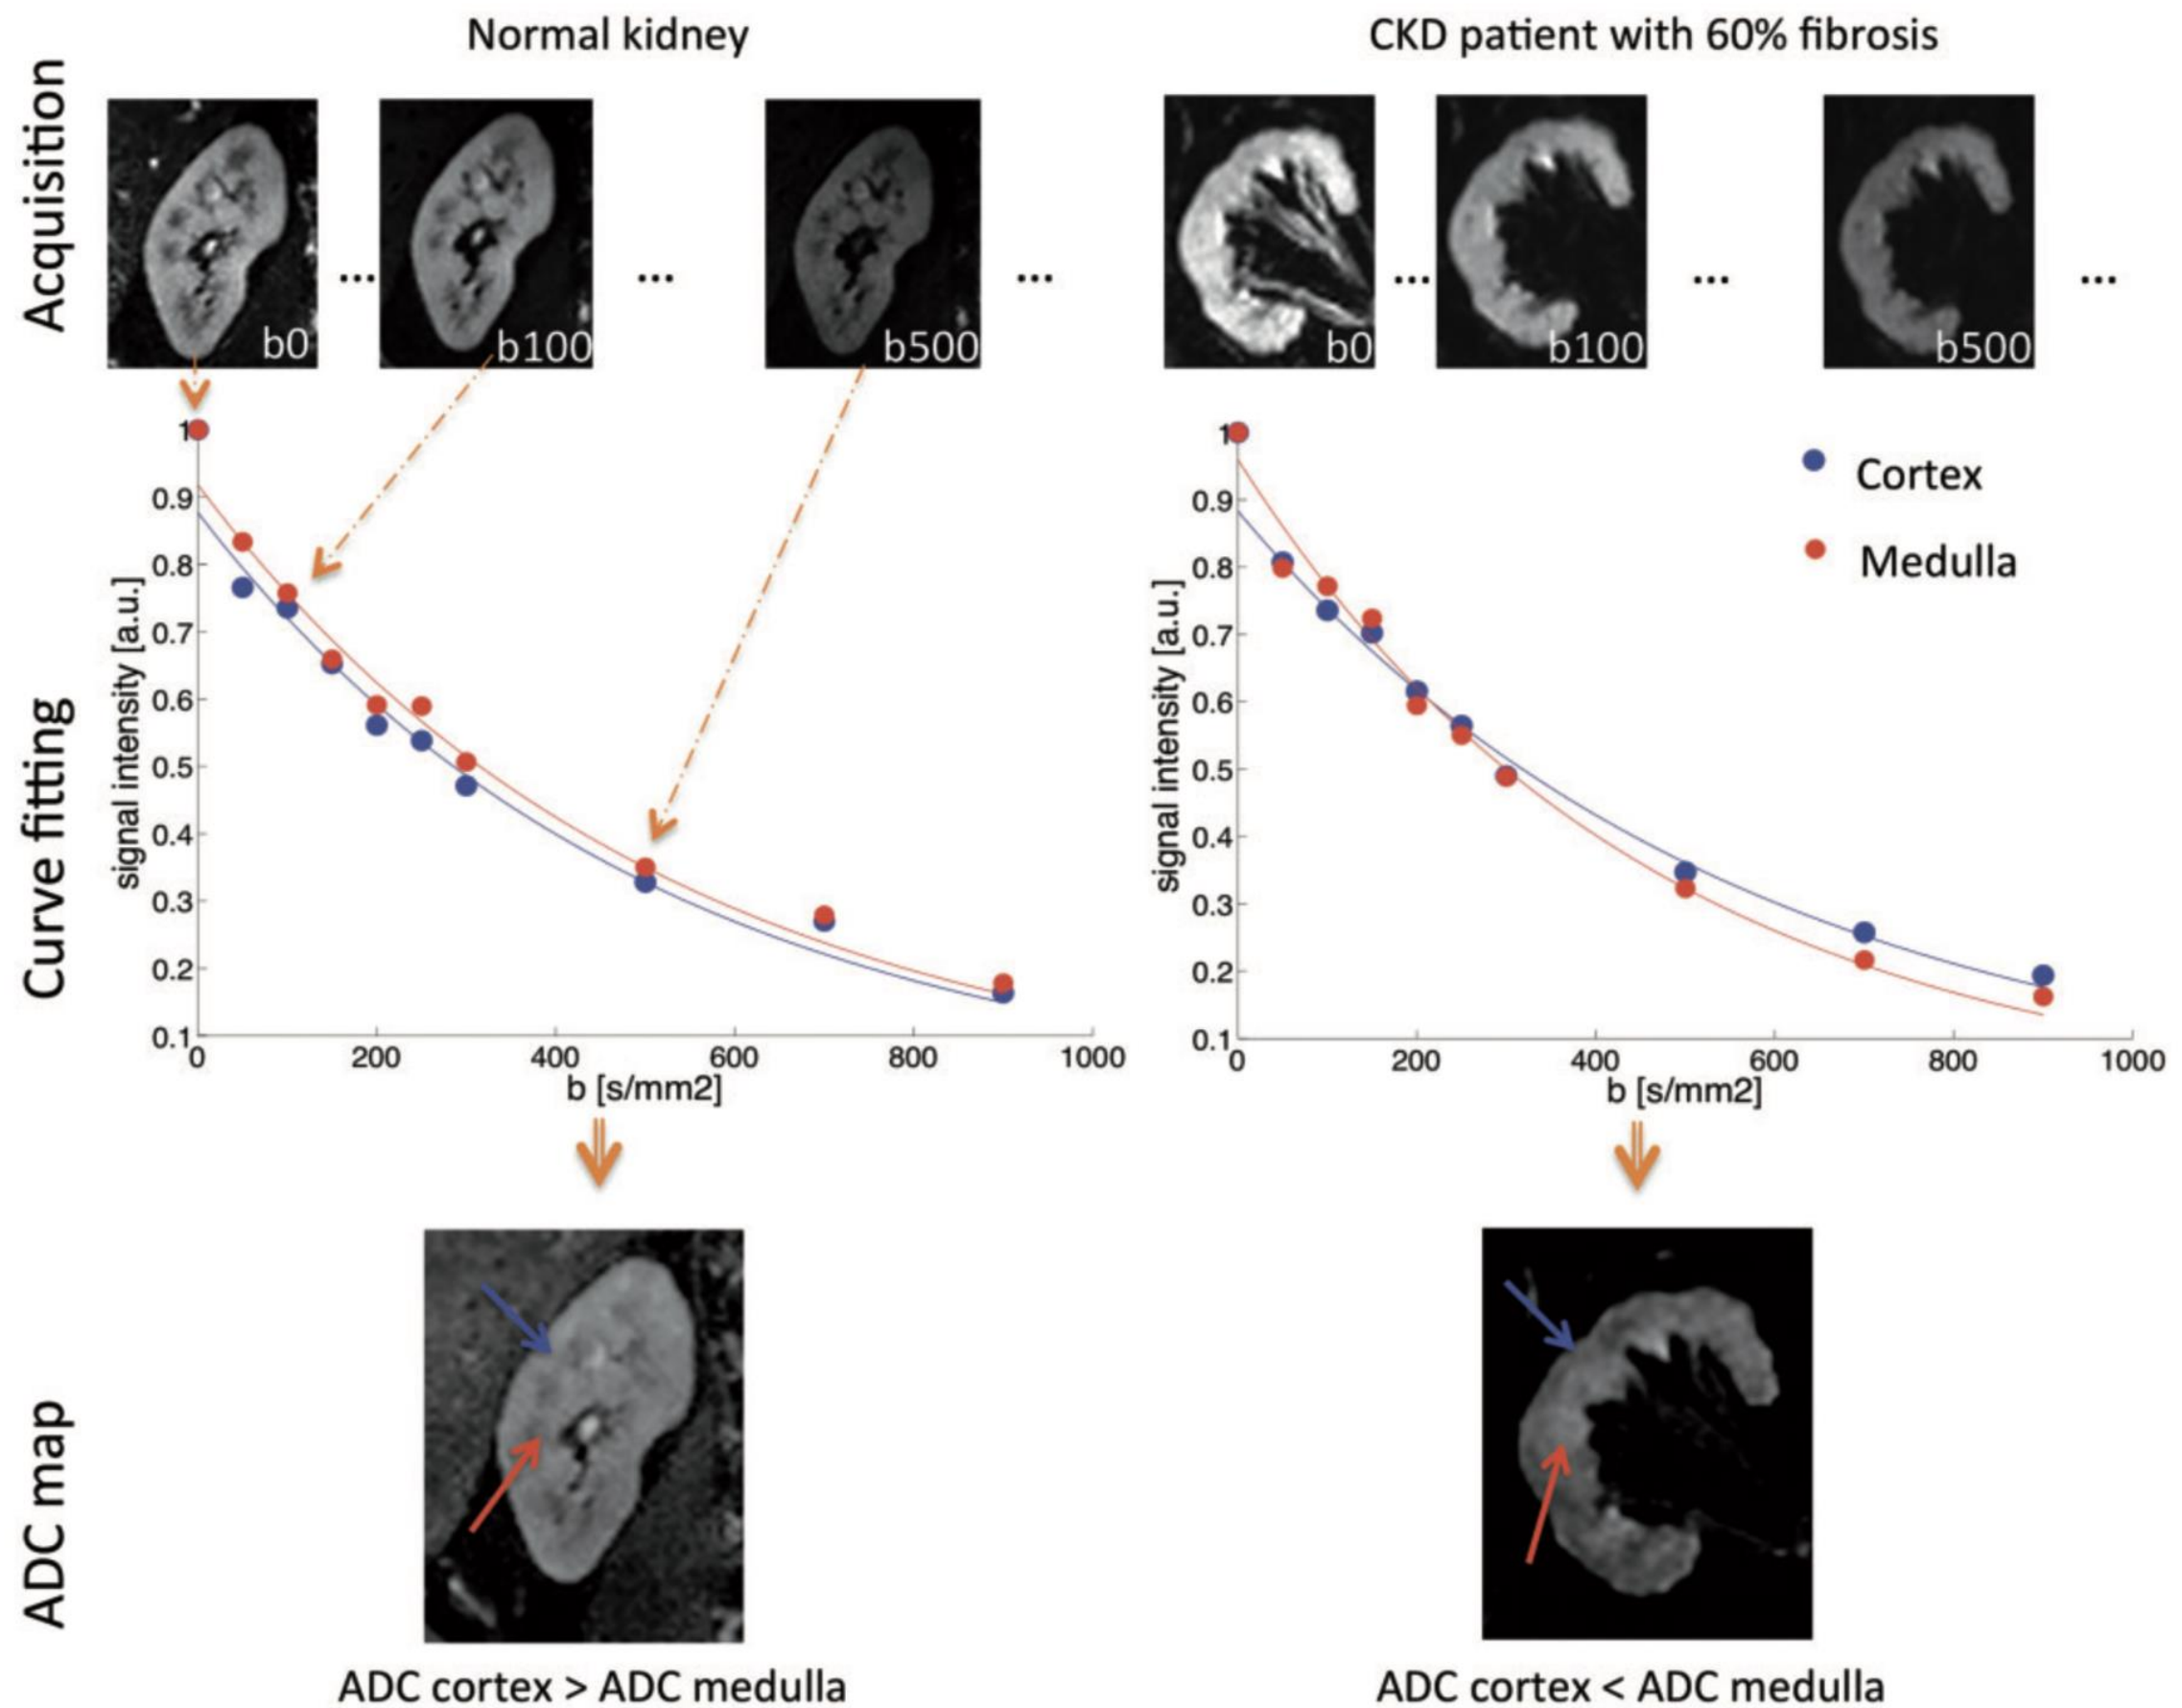 Normal kidney
CKD patient with 60% fibrosis
Acquisition
b0
...
b100
...
b500
...
b0
...
b100
...
b500
...
Curve fitting
signal intensity [a.u.]
1
0.9
0.8
0.7
0.6
0.5
0.4
0.3
0.2
0.1
0 200 400 600 800 1000
b [s/mm2]
signal intensity [a.u.]
1
0.9
0.8
0.7
0.6
0.5
0.4
0.3
0.2
0.1
0 200 400 600 800 1000
b [s/mm2]
Cortex
Medulla
ADC map
ADC cortex > ADC medulla
ADC cortex < ADC medulla